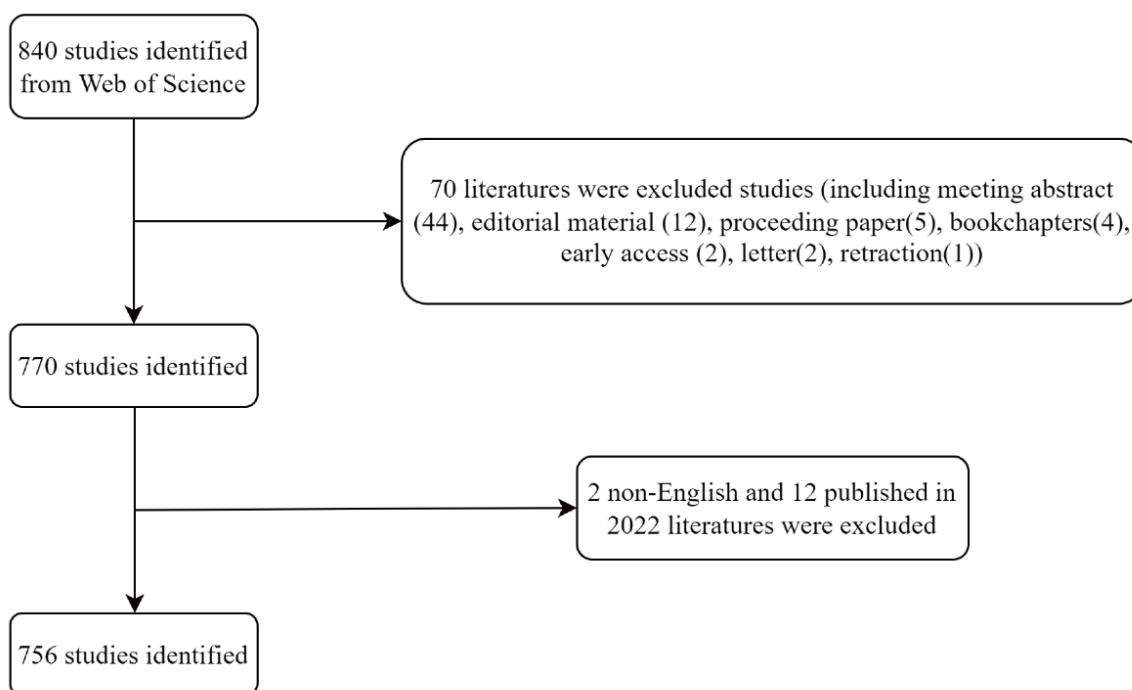 840 studies identified
from Web of Science
70 literatures were excluded studies (including meeting abstract
(44), editorial material (12), proceeding paper(5), bookchapters(4),
early access (2), letter(2), retraction(1))
770 studies identified
2 non-English and 12 published in
2022 literatures were excluded
756 studies identified